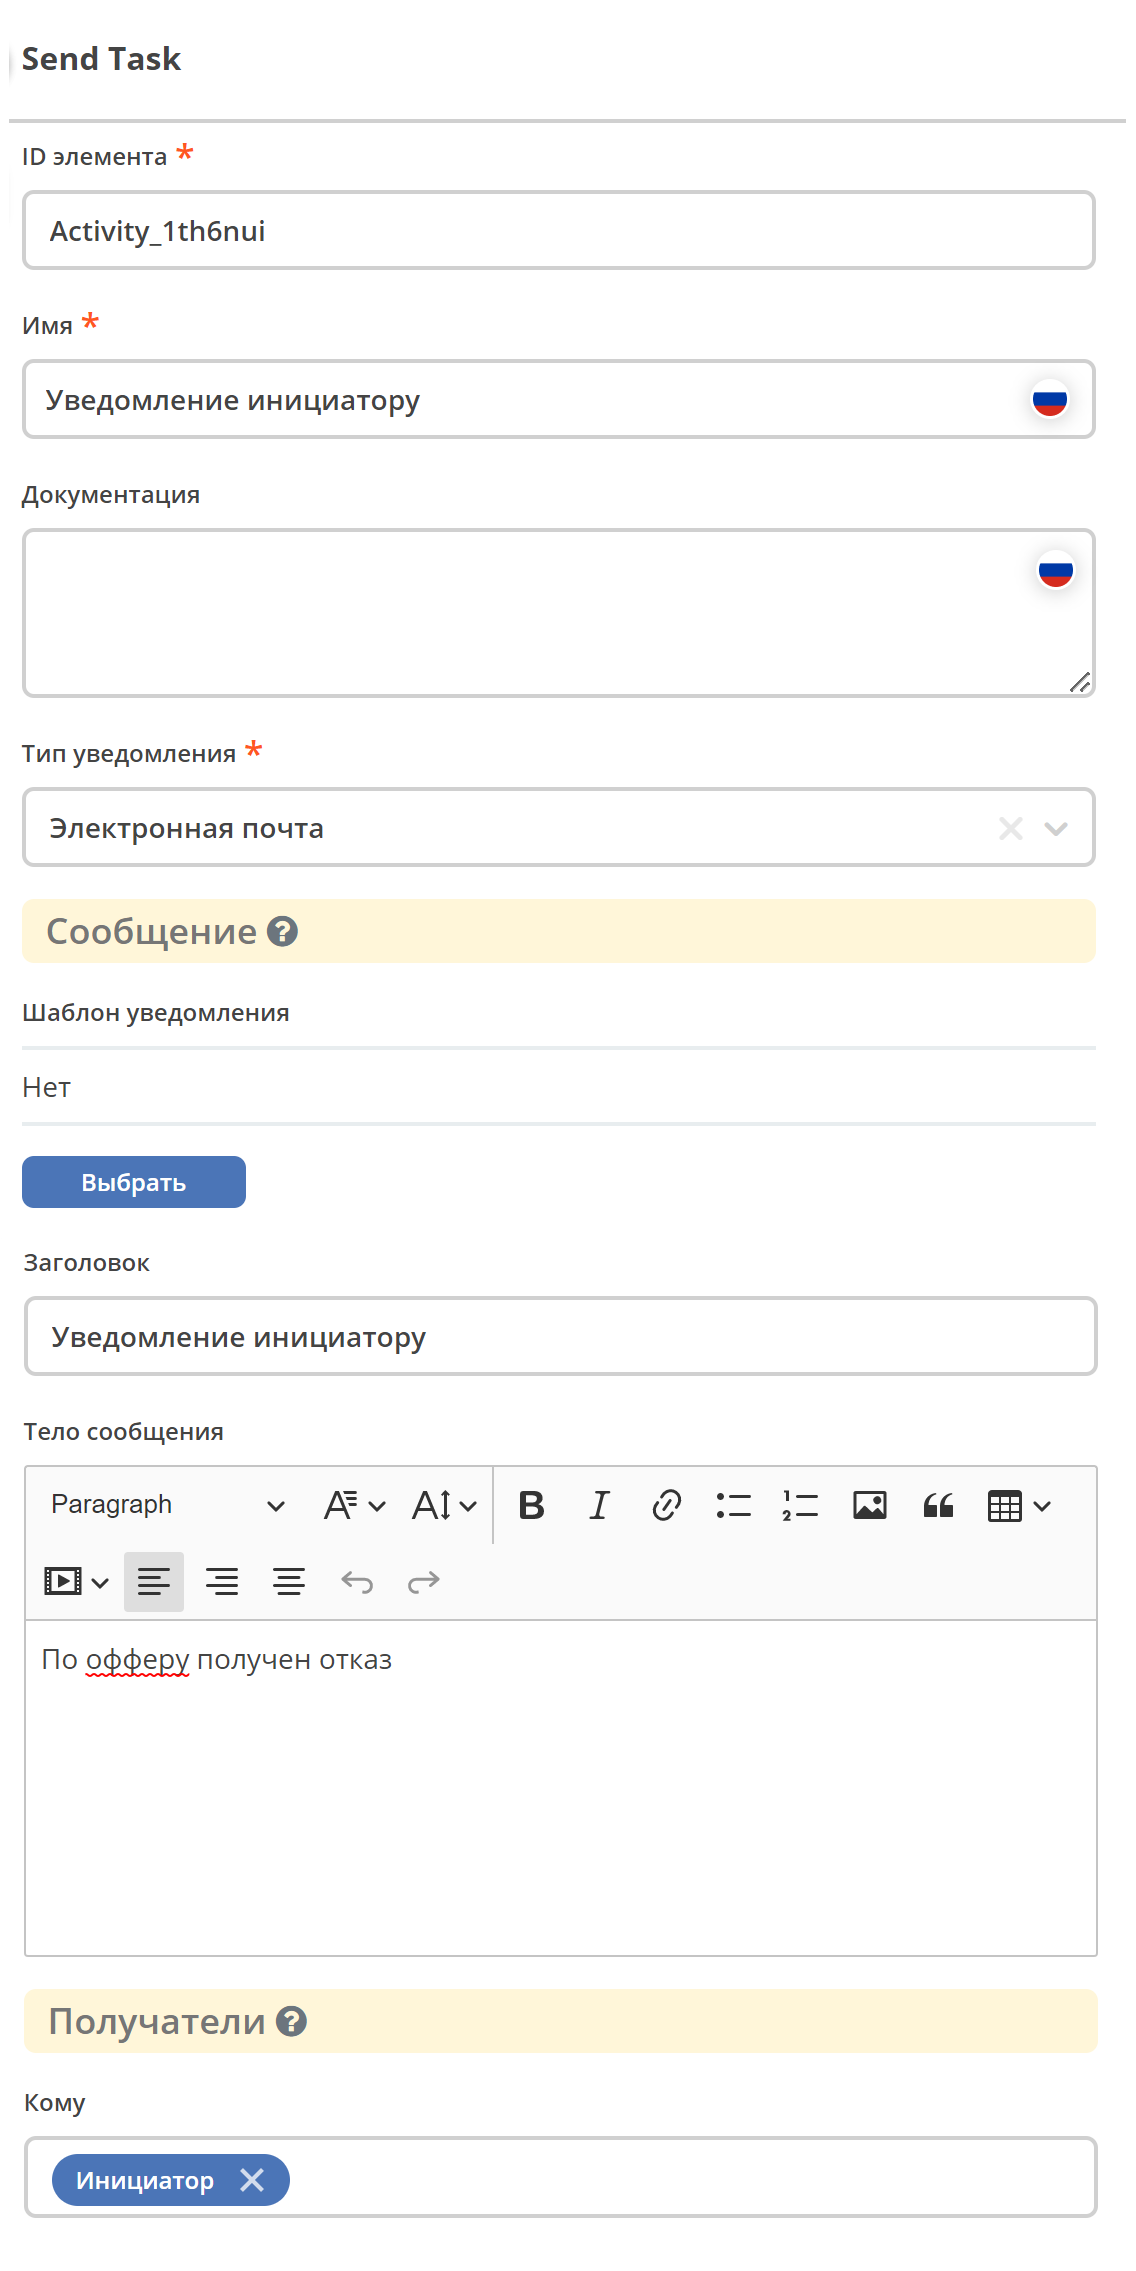 Send Task
ID элемента *
Activity_1th6nui
Имя *
Уведомление инициатору
Документация
Тип уведомления *
Электронная почта
Сообщение ?
Шаблон уведомления
Нет
Выбрать
Заголовок
Уведомление инициатору
Тело сообщения
Paragraph
По офферу получен отказ
Получатели ?
Кому
Инициатор